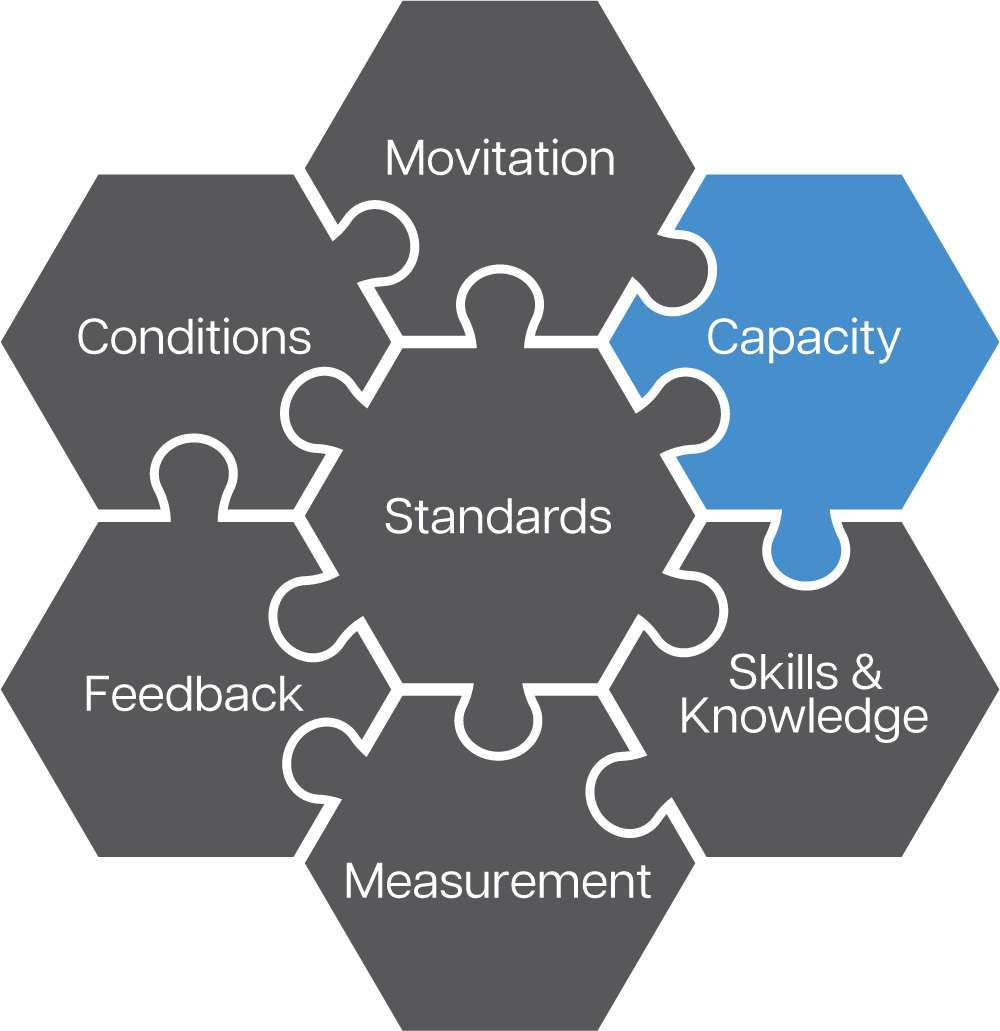 Movitation
Conditions
Capacity
Standards
Feedback
Skills &
Knowledge
Measurement